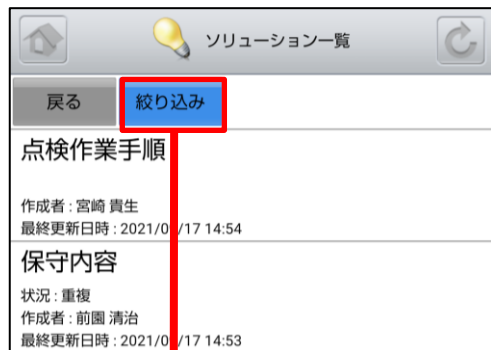 ソリューション一覧
戻る 絞り込み
点検作業手順
作成者 : 宮崎 貴生
最終更新日時 : 2021/0 /17 14:54
保守内容
状況 : 重複
作成者 : 前園 清治
最終更新日時 : 2021/0 /17 14:53